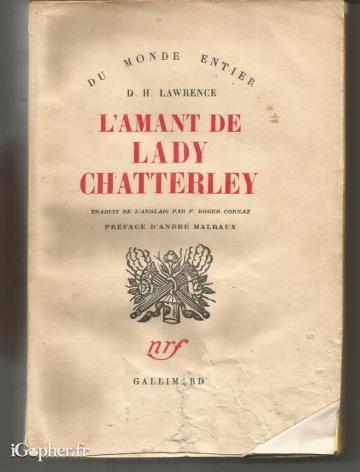 DU MONDE ENTIER
D. H. LAWRENCE
L'AMANT DE
LADY
CHATTERLEY
TRADUIT DE L'ANGLAIS PAR F. ROGER CORNAZ
PRÉFACE D'ANDRÉ MALRAUX
nrf
GALLIMARD
iGopher.fr